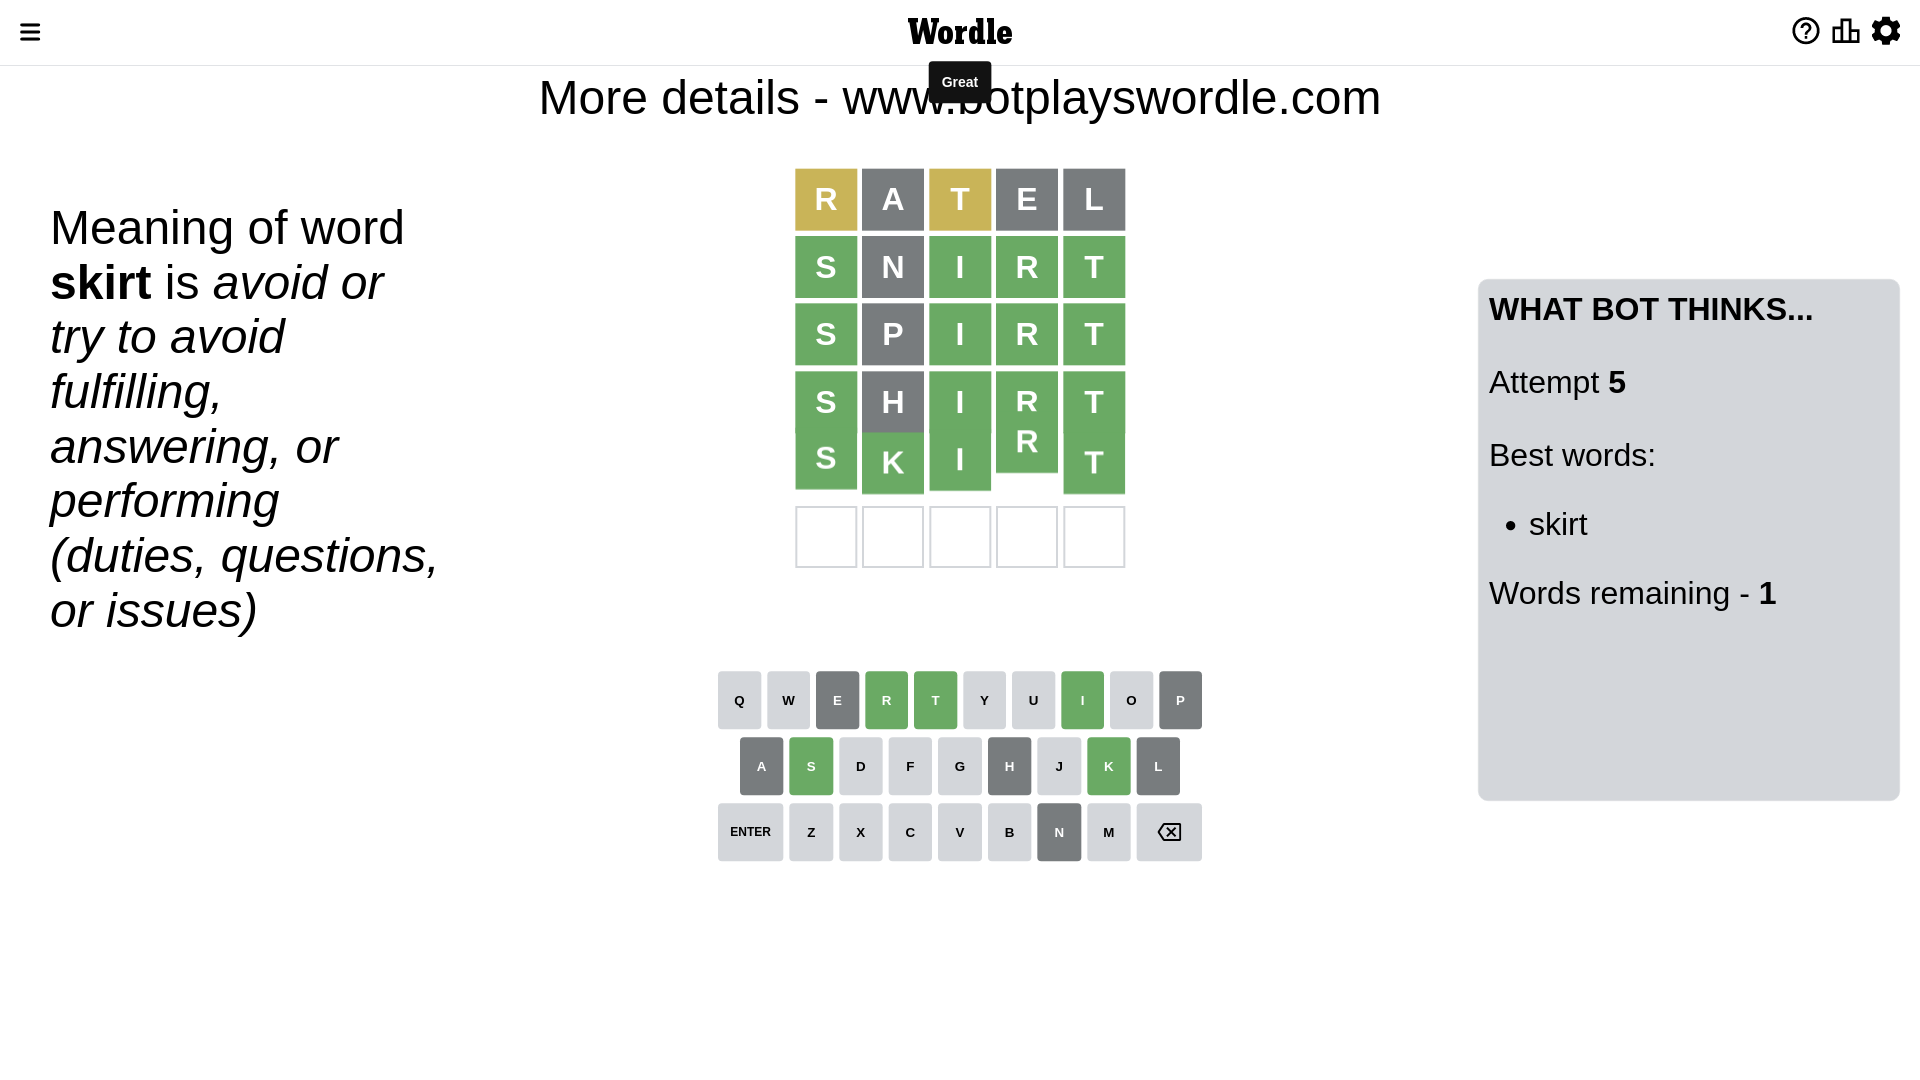 Wordle
Great
More details - www.botplayswordle.com
Meaning of word
skirt is avoid or
try to avoid
fulfilling,
answering, or
performing
(duties, questions,
or issues)
R A T E L
S N I R T
S P I R T
S H I R T
S K I R T
WHAT BOT THINKS...
Attempt 5
Best words:
• skirt
Words remaining - 1
Q W E R T Y U I O P
A S D F G H J K L
ENTER Z X C V B N M